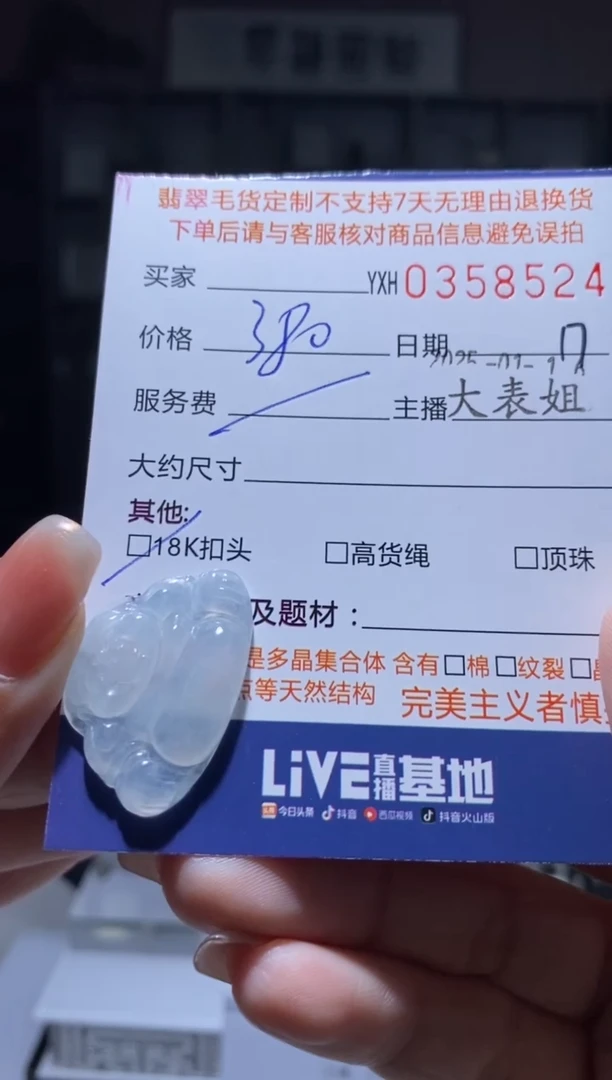 翡翠毛货定制不支持7天无理由退换货
下单后请与客服核对商品信息避免误拍
买家 YXH 0358524
价格 380 日期
服务费 主播 大表姐
大约尺寸
其他:
□18K扣头 □高货绳 □顶珠
及题材:
是多晶集合体 含有□棉□纹裂□
等天然结构 完美主义者慎
LiVE直播基地
今日头条 抖音 西瓜视频 抖音火山版